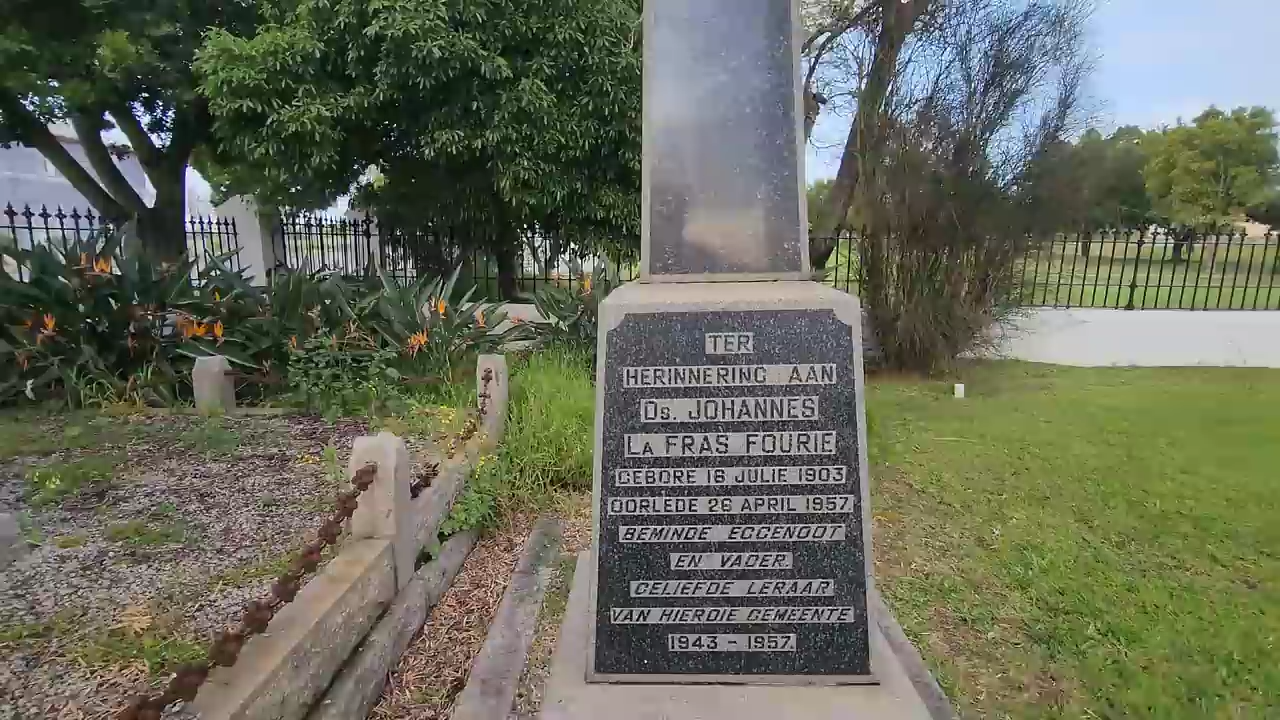 TER
HERINNERING AAN
Ds. JOHANNES
LA FRAS FOURIE
GEBORE 16 JULIE 1903
OORLEDE 26 APRIL 1957
BEMINDE EGGENOOT
EN VADER.
GELIEFDE LERAAR
VAN HIERDIE GEMEENTE
1943 - 1957.